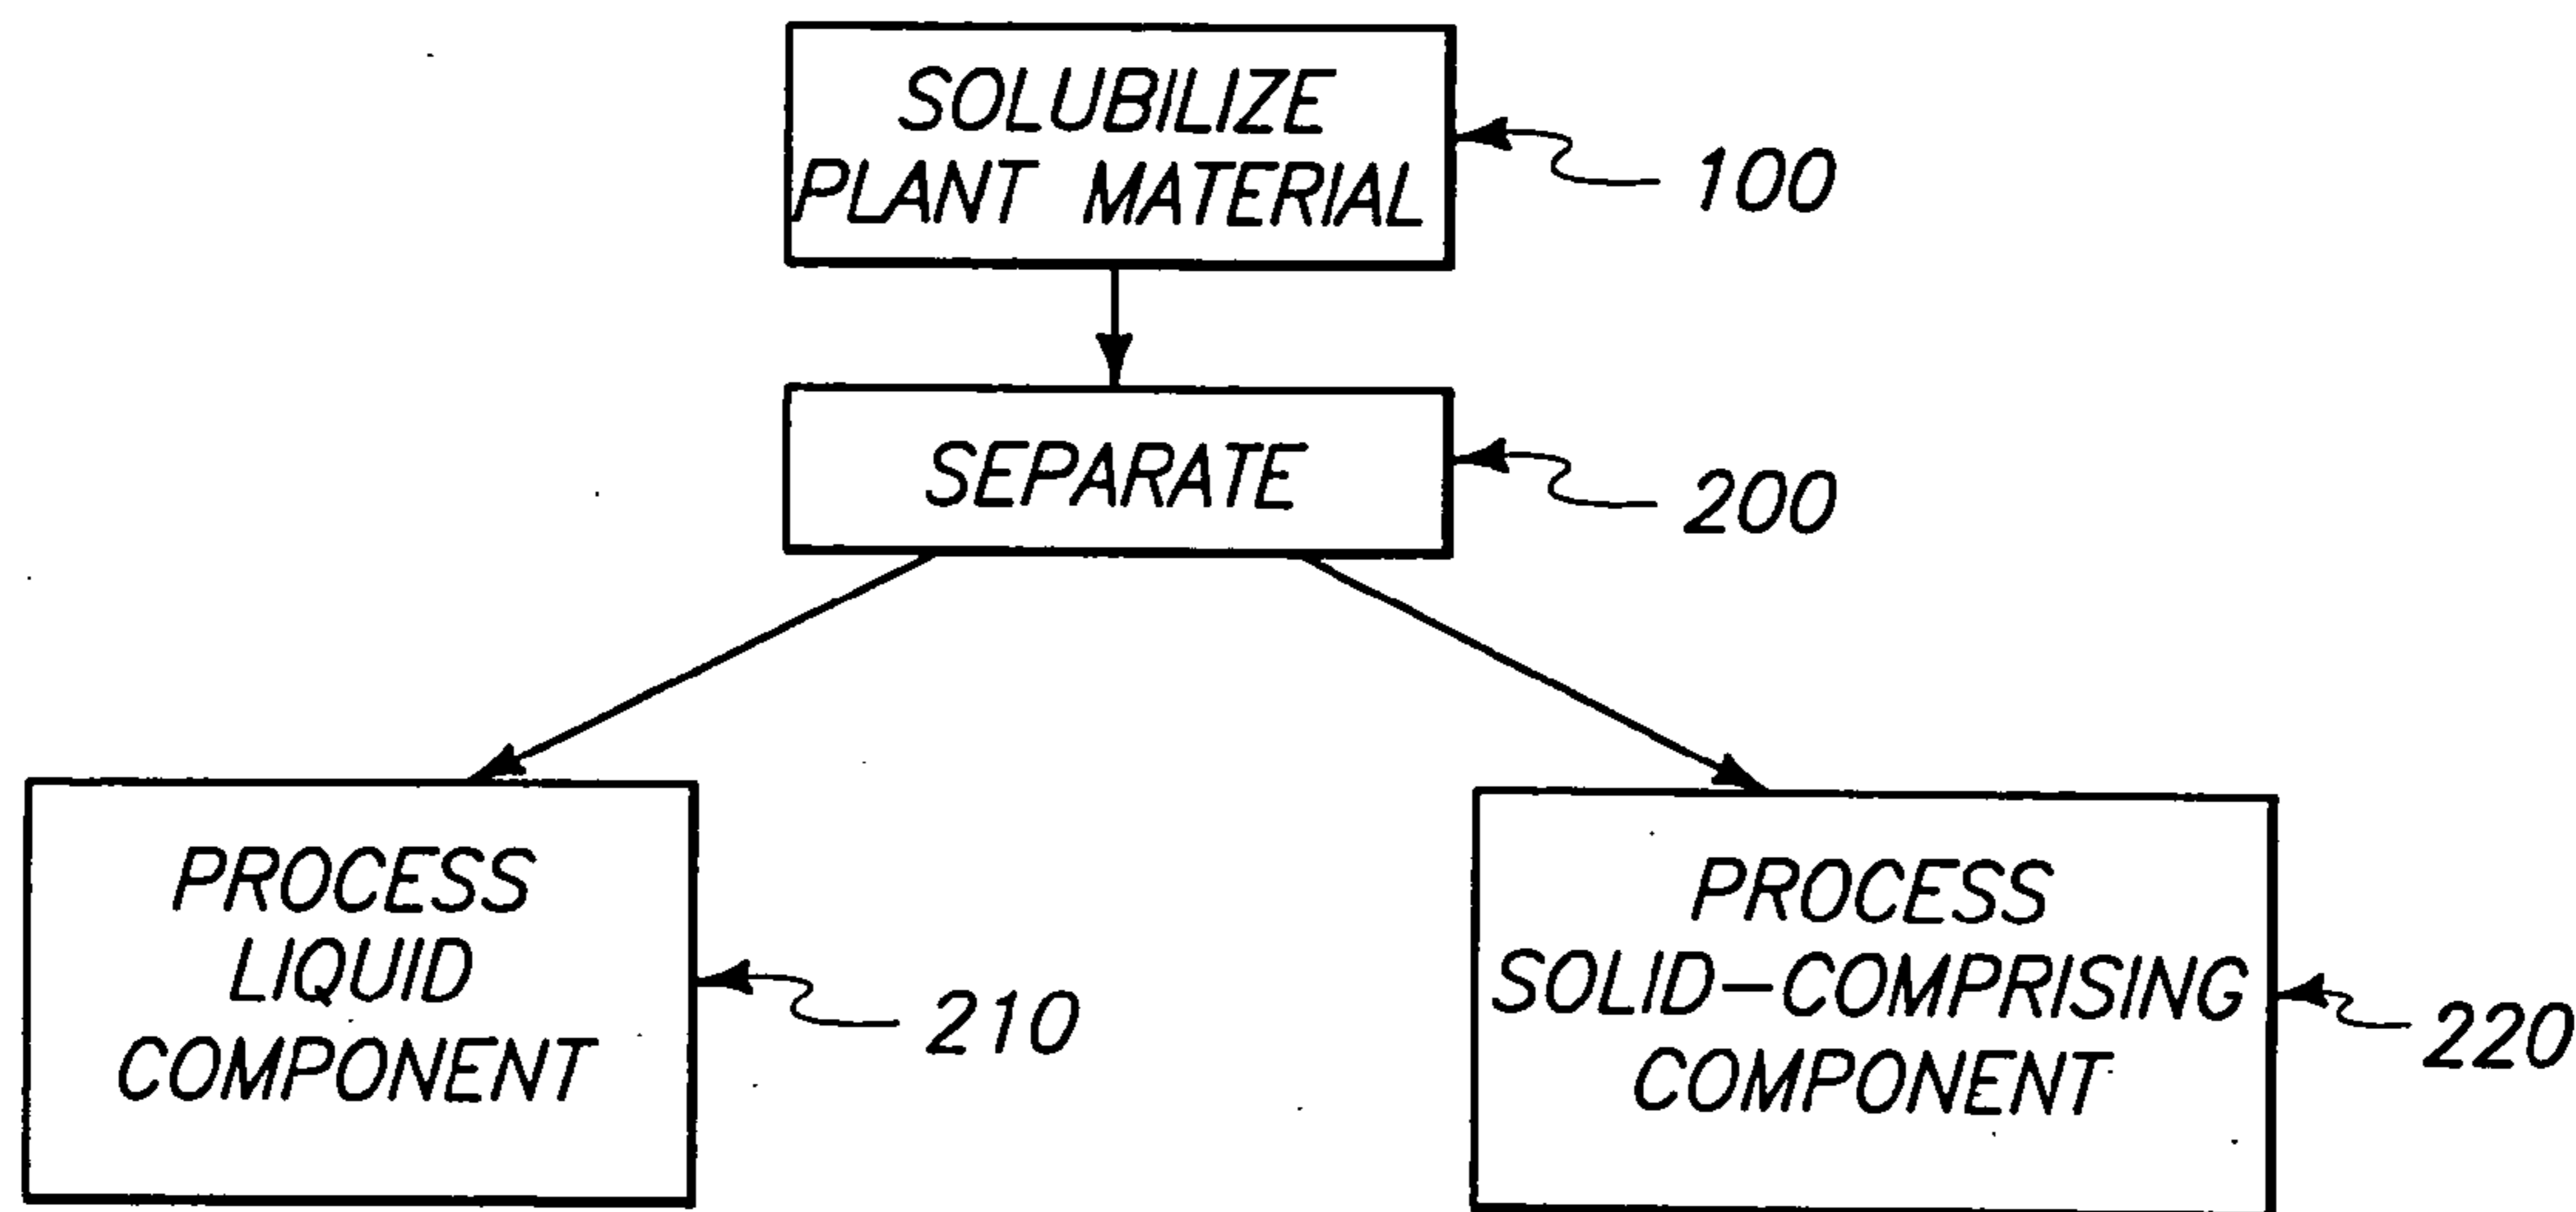 SOLUBILIZE
PLANT MATERIAL
100
SEPARATE
200
PROCESS
LIQUID
COMPONENT
210
PROCESS
SOLID-COMPRISING
COMPONENT
220